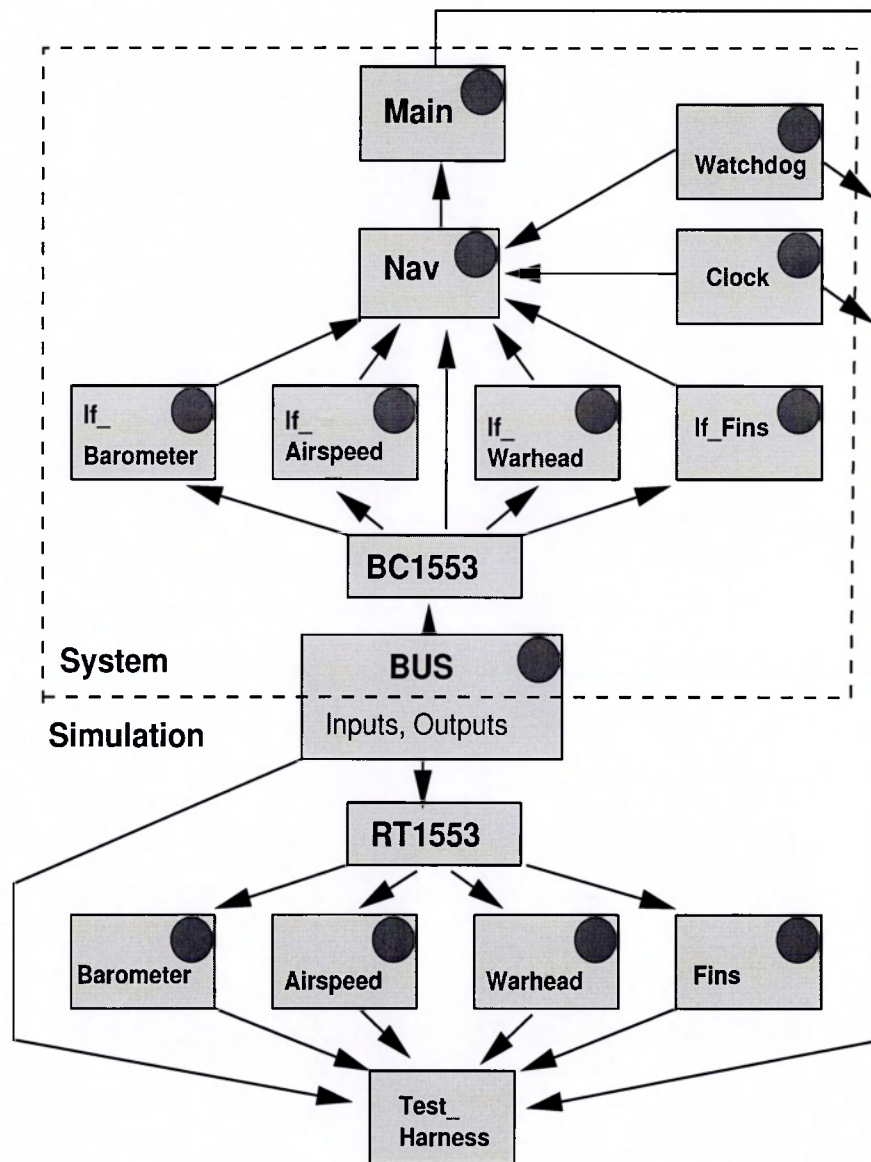 Main
Watchdog
Nav
Clock
If_
Barometer
If_
Airspeed
If_
Warhead
If_Fins
BC1553
System
BUS
Simulation
Inputs, Outputs
RT1553
Barometer
Airspeed
Warhead
Fins
Test_
Harness